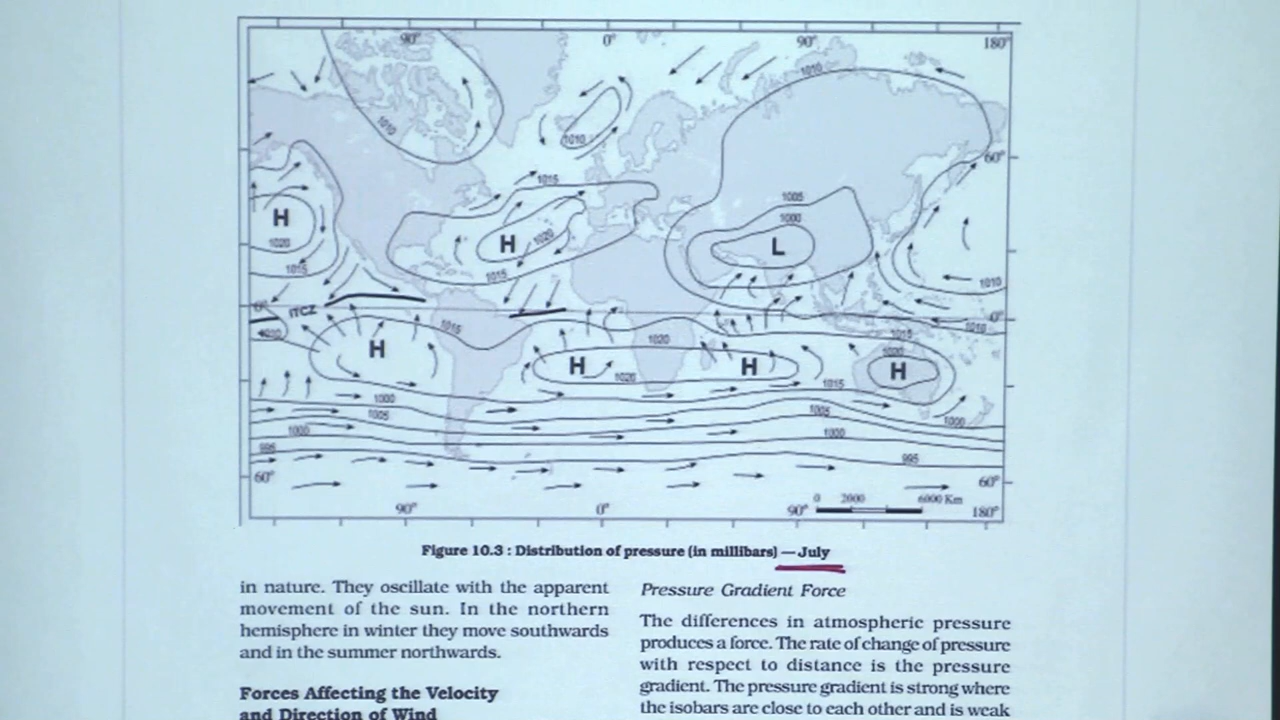 90° 0° 90° 180°
1010
1010
1010
60°
1015
1005
1000
H
H
1020
L
1020
1015
1015
1010
0°
ITCZ
0°
1010
1010
1015
1010
H
1020
1020
H
H
H
1020
1015
1000
1005
1005
1000
1000
1000
995
995
60°
60°
0 2000 6000 Km
90° 0° 90° 180°
Figure 10.3 : Distribution of pressure (in millibars) — July
in nature. They oscillate with the apparent
movement of the sun. In the northern
hemisphere in winter they move southwards
and in the summer northwards.
Forces Affecting the Velocity
and Direction of Wind
Pressure Gradient Force
The differences in atmospheric pressure
produces a force. The rate of change of pressure
with respect to distance is the pressure
gradient. The pressure gradient is strong where
the isobars are close to each other and is weak